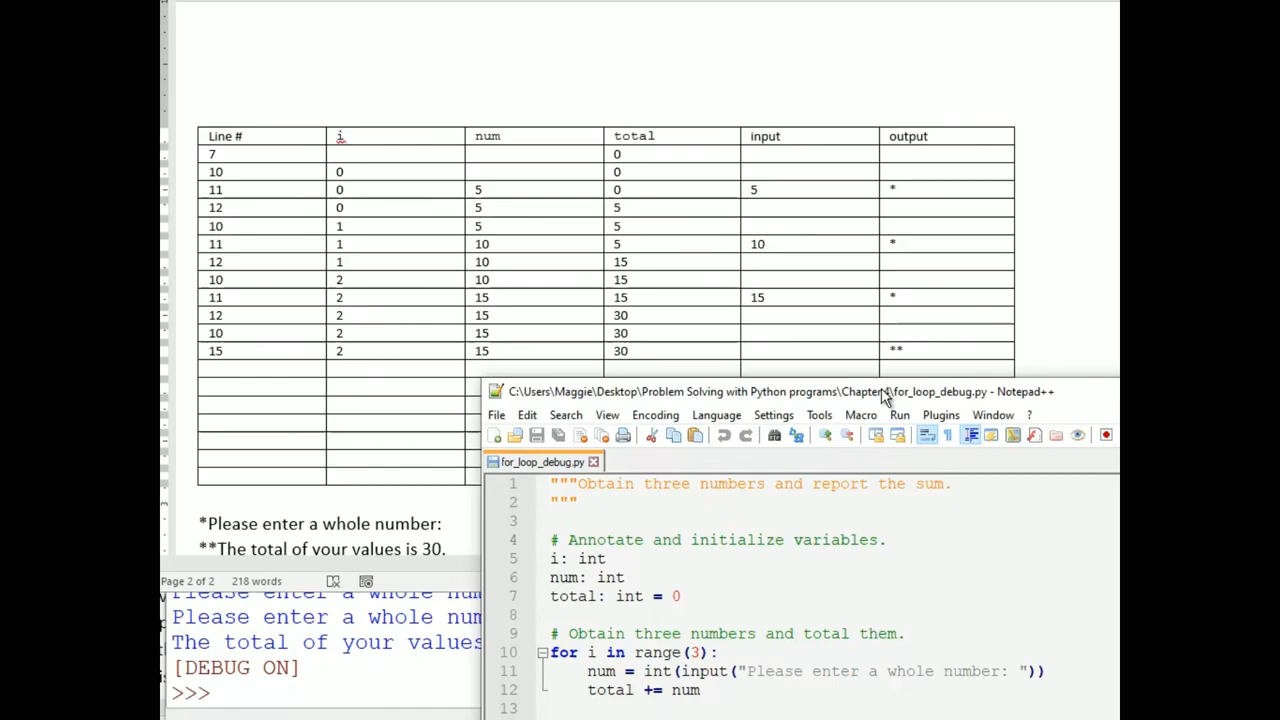 Line # i num total input output
7 0
10 0 0
11 0 5 0 5 *
12 0 5 5
10 1 5 5
11 1 10 5 10 *
12 1 10 15
10 2 10 15
11 2 15 15 15 *
12 2 15 30
10 2 15 30
15 2 15 30 **
*Please enter a whole number:
**The total of your values is 30.
Page 2 of 2 218 words
Please enter a whole num
Please enter a whole num
The total of your values
[DEBUG ON]
>>>
C:\Users\Maggie\Desktop\Problem Solving with Python programs\Chapter 4\for_loop_debug.py - Notepad++
File Edit Search View Encoding Language Settings Tools Macro Run Plugins Window ?
for_loop_debug.py
1 """Obtain three numbers and report the sum.
2 """
3
4 # Annotate and initialize variables.
5 i: int
6 num: int
7 total: int = 0
8
9 # Obtain three numbers and total them.
10 for i in range(3):
11 num = int(input("Please enter a whole number: "))
12 total += num
13